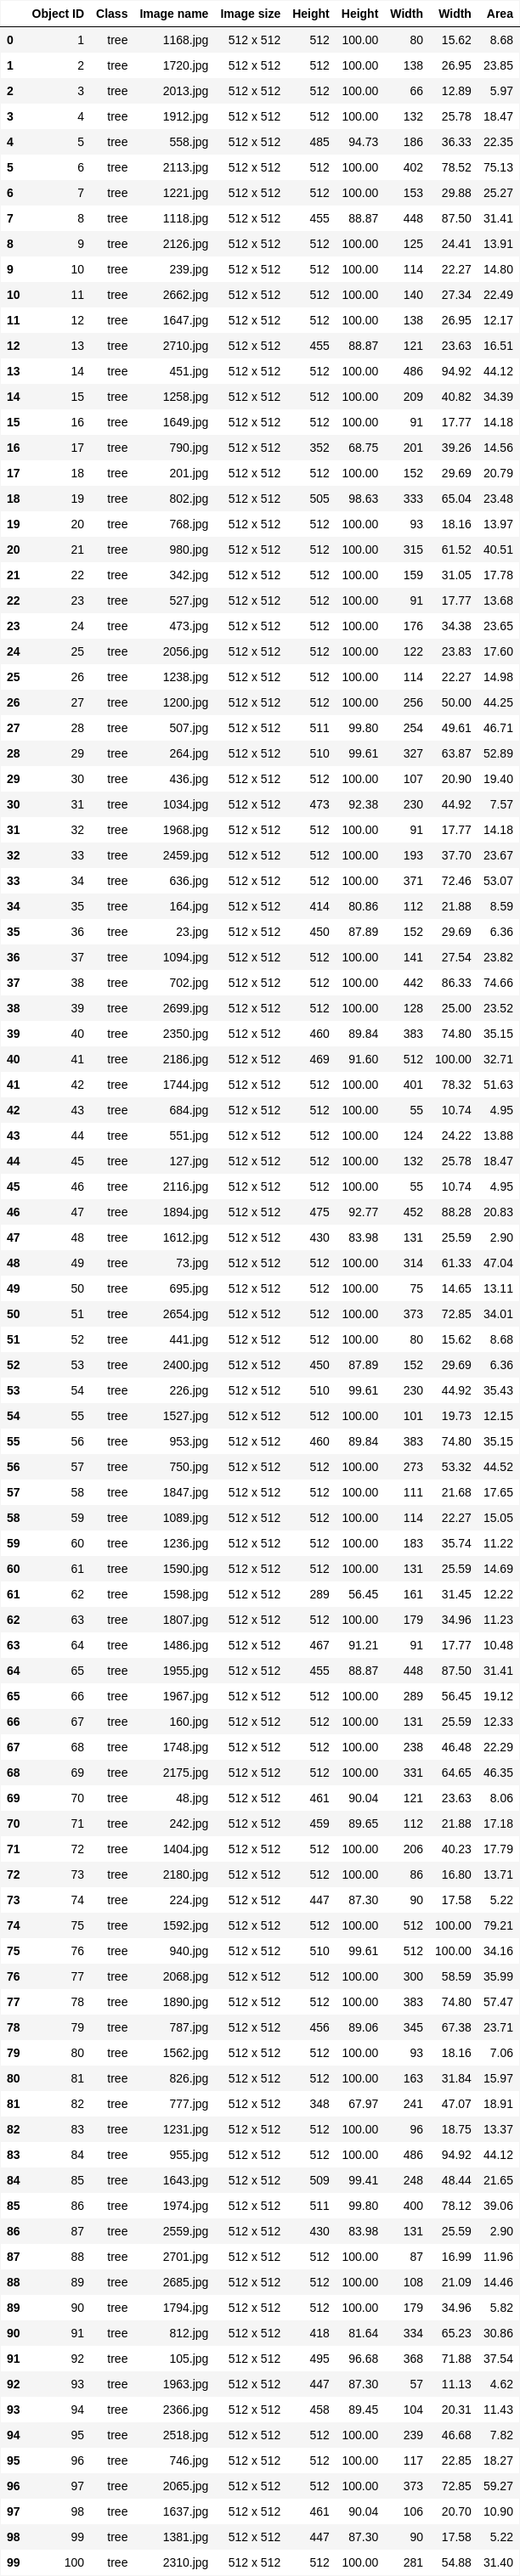 Object ID Class Image name Image size Height Height Width Width Area
0 1 tree 1168.jpg 512 x 512 512 100.00 80 15.62 8.68
1 2 tree 1720.jpg 512 x 512 512 100.00 138 26.95 23.85
2 3 tree 2013.jpg 512 x 512 512 100.00 66 12.89 5.97
3 4 tree 1912.jpg 512 x 512 512 100.00 132 25.78 18.47
4 5 tree 558.jpg 512 x 512 485 94.73 186 36.33 22.35
5 6 tree 2113.jpg 512 x 512 512 100.00 402 78.52 75.13
6 7 tree 1221.jpg 512 x 512 512 100.00 153 29.88 25.27
7 8 tree 1118.jpg 512 x 512 455 88.87 448 87.50 31.41
8 9 tree 2126.jpg 512 x 512 512 100.00 125 24.41 13.91
9 10 tree 239.jpg 512 x 512 512 100.00 114 22.27 14.80
10 11 tree 2662.jpg 512 x 512 512 100.00 140 27.34 22.49
11 12 tree 1647.jpg 512 x 512 512 100.00 138 26.95 12.17
12 13 tree 2710.jpg 512 x 512 455 88.87 121 23.63 16.51
13 14 tree 451.jpg 512 x 512 512 100.00 486 94.92 44.12
14 15 tree 1258.jpg 512 x 512 512 100.00 209 40.82 34.39
15 16 tree 1649.jpg 512 x 512 512 100.00 91 17.77 14.18
16 17 tree 790.jpg 512 x 512 352 68.75 201 39.26 14.56
17 18 tree 201.jpg 512 x 512 512 100.00 152 29.69 20.79
18 19 tree 802.jpg 512 x 512 505 98.63 333 65.04 23.48
19 20 tree 768.jpg 512 x 512 512 100.00 93 18.16 13.97
20 21 tree 980.jpg 512 x 512 512 100.00 315 61.52 40.51
21 22 tree 342.jpg 512 x 512 512 100.00 159 31.05 17.78
22 23 tree 527.jpg 512 x 512 512 100.00 91 17.77 13.68
23 24 tree 473.jpg 512 x 512 512 100.00 176 34.38 23.65
24 25 tree 2056.jpg 512 x 512 512 100.00 122 23.83 17.60
25 26 tree 1238.jpg 512 x 512 512 100.00 114 22.27 14.98
26 27 tree 1200.jpg 512 x 512 512 100.00 256 50.00 44.25
27 28 tree 507.jpg 512 x 512 511 99.80 254 49.61 46.71
28 29 tree 264.jpg 512 x 512 510 99.61 327 63.87 52.89
29 30 tree 436.jpg 512 x 512 512 100.00 107 20.90 19.40
30 31 tree 1034.jpg 512 x 512 473 92.38 230 44.92 7.57
31 32 tree 1968.jpg 512 x 512 512 100.00 91 17.77 14.18
32 33 tree 2459.jpg 512 x 512 512 100.00 193 37.70 23.67
33 34 tree 636.jpg 512 x 512 512 100.00 371 72.46 53.07
34 35 tree 164.jpg 512 x 512 414 80.86 112 21.88 8.59
35 36 tree 23.jpg 512 x 512 450 87.89 152 29.69 6.36
36 37 tree 1094.jpg 512 x 512 512 100.00 141 27.54 23.82
37 38 tree 702.jpg 512 x 512 512 100.00 442 86.33 74.66
38 39 tree 2699.jpg 512 x 512 512 100.00 128 25.00 23.52
39 40 tree 2350.jpg 512 x 512 460 89.84 383 74.80 35.15
40 41 tree 2186.jpg 512 x 512 469 91.60 512 100.00 32.71
41 42 tree 1744.jpg 512 x 512 512 100.00 401 78.32 51.63
42 43 tree 684.jpg 512 x 512 512 100.00 55 10.74 4.95
43 44 tree 551.jpg 512 x 512 512 100.00 124 24.22 13.88
44 45 tree 127.jpg 512 x 512 512 100.00 132 25.78 18.47
45 46 tree 2116.jpg 512 x 512 512 100.00 55 10.74 4.95
46 47 tree 1894.jpg 512 x 512 475 92.77 452 88.28 20.83
47 48 tree 1612.jpg 512 x 512 430 83.98 131 25.59 2.90
48 49 tree 73.jpg 512 x 512 512 100.00 314 61.33 47.04
49 50 tree 695.jpg 512 x 512 512 100.00 75 14.65 13.11
50 51 tree 2654.jpg 512 x 512 512 100.00 373 72.85 34.01
51 52 tree 441.jpg 512 x 512 512 100.00 80 15.62 8.68
52 53 tree 2400.jpg 512 x 512 450 87.89 152 29.69 6.36
53 54 tree 226.jpg 512 x 512 510 99.61 230 44.92 35.43
54 55 tree 1527.jpg 512 x 512 512 100.00 101 19.73 12.15
55 56 tree 953.jpg 512 x 512 460 89.84 383 74.80 35.15
56 57 tree 750.jpg 512 x 512 512 100.00 273 53.32 44.52
57 58 tree 1847.jpg 512 x 512 512 100.00 111 21.68 17.65
58 59 tree 1089.jpg 512 x 512 512 100.00 114 22.27 15.05
59 60 tree 1236.jpg 512 x 512 512 100.00 183 35.74 11.22
60 61 tree 1590.jpg 512 x 512 512 100.00 131 25.59 14.69
61 62 tree 1598.jpg 512 x 512 289 56.45 161 31.45 12.22
62 63 tree 1807.jpg 512 x 512 512 100.00 179 34.96 11.23
63 64 tree 1486.jpg 512 x 512 467 91.21 91 17.77 10.48
64 65 tree 1955.jpg 512 x 512 455 88.87 448 87.50 31.41
65 66 tree 1967.jpg 512 x 512 512 100.00 289 56.45 19.12
66 67 tree 160.jpg 512 x 512 512 100.00 131 25.59 12.33
67 68 tree 1748.jpg 512 x 512 512 100.00 238 46.48 22.29
68 69 tree 2175.jpg 512 x 512 512 100.00 331 64.65 46.35
69 70 tree 48.jpg 512 x 512 461 90.04 121 23.63 8.06
70 71 tree 242.jpg 512 x 512 459 89.65 112 21.88 17.18
71 72 tree 1404.jpg 512 x 512 512 100.00 206 40.23 17.79
72 73 tree 2180.jpg 512 x 512 512 100.00 86 16.80 13.71
73 74 tree 224.jpg 512 x 512 447 87.30 90 17.58 5.22
74 75 tree 1592.jpg 512 x 512 512 100.00 512 100.00 79.21
75 76 tree 940.jpg 512 x 512 510 99.61 512 100.00 34.16
76 77 tree 2068.jpg 512 x 512 512 100.00 300 58.59 35.99
77 78 tree 1890.jpg 512 x 512 512 100.00 383 74.80 57.47
78 79 tree 787.jpg 512 x 512 456 89.06 345 67.38 23.71
79 80 tree 1562.jpg 512 x 512 512 100.00 93 18.16 7.06
80 81 tree 826.jpg 512 x 512 512 100.00 163 31.84 15.97
81 82 tree 777.jpg 512 x 512 348 67.97 241 47.07 18.91
82 83 tree 1231.jpg 512 x 512 512 100.00 96 18.75 13.37
83 84 tree 955.jpg 512 x 512 512 100.00 486 94.92 44.12
84 85 tree 1643.jpg 512 x 512 509 99.41 248 48.44 21.65
85 86 tree 1974.jpg 512 x 512 511 99.80 400 78.12 39.06
86 87 tree 2559.jpg 512 x 512 430 83.98 131 25.59 2.90
87 88 tree 2701.jpg 512 x 512 512 100.00 87 16.99 11.96
88 89 tree 2685.jpg 512 x 512 512 100.00 108 21.09 14.46
89 90 tree 1794.jpg 512 x 512 512 100.00 179 34.96 5.82
90 91 tree 812.jpg 512 x 512 418 81.64 334 65.23 30.86
91 92 tree 105.jpg 512 x 512 495 96.68 368 71.88 37.54
92 93 tree 1963.jpg 512 x 512 447 87.30 57 11.13 4.62
93 94 tree 2366.jpg 512 x 512 458 89.45 104 20.31 11.43
94 95 tree 2518.jpg 512 x 512 512 100.00 239 46.68 7.82
95 96 tree 746.jpg 512 x 512 512 100.00 117 22.85 18.27
96 97 tree 2065.jpg 512 x 512 512 100.00 373 72.85 59.27
97 98 tree 1637.jpg 512 x 512 461 90.04 106 20.70 10.90
98 99 tree 1381.jpg 512 x 512 447 87.30 90 17.58 5.22
99 100 tree 2310.jpg 512 x 512 512 100.00 281 54.88 31.40